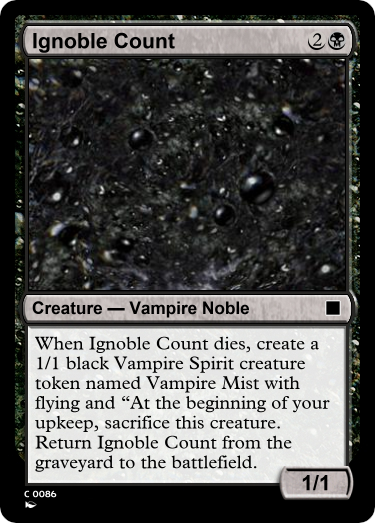 Ignoble Count 2
Creature — Vampire Noble
When Ignoble Count dies, create a
1/1 black Vampire Spirit creature
token named Vampire Mist with
flying and “At the beginning of your
upkeep, sacrifice this creature.
Return Ignoble Count from the
graveyard to the battlefield.
1/1
C 0086